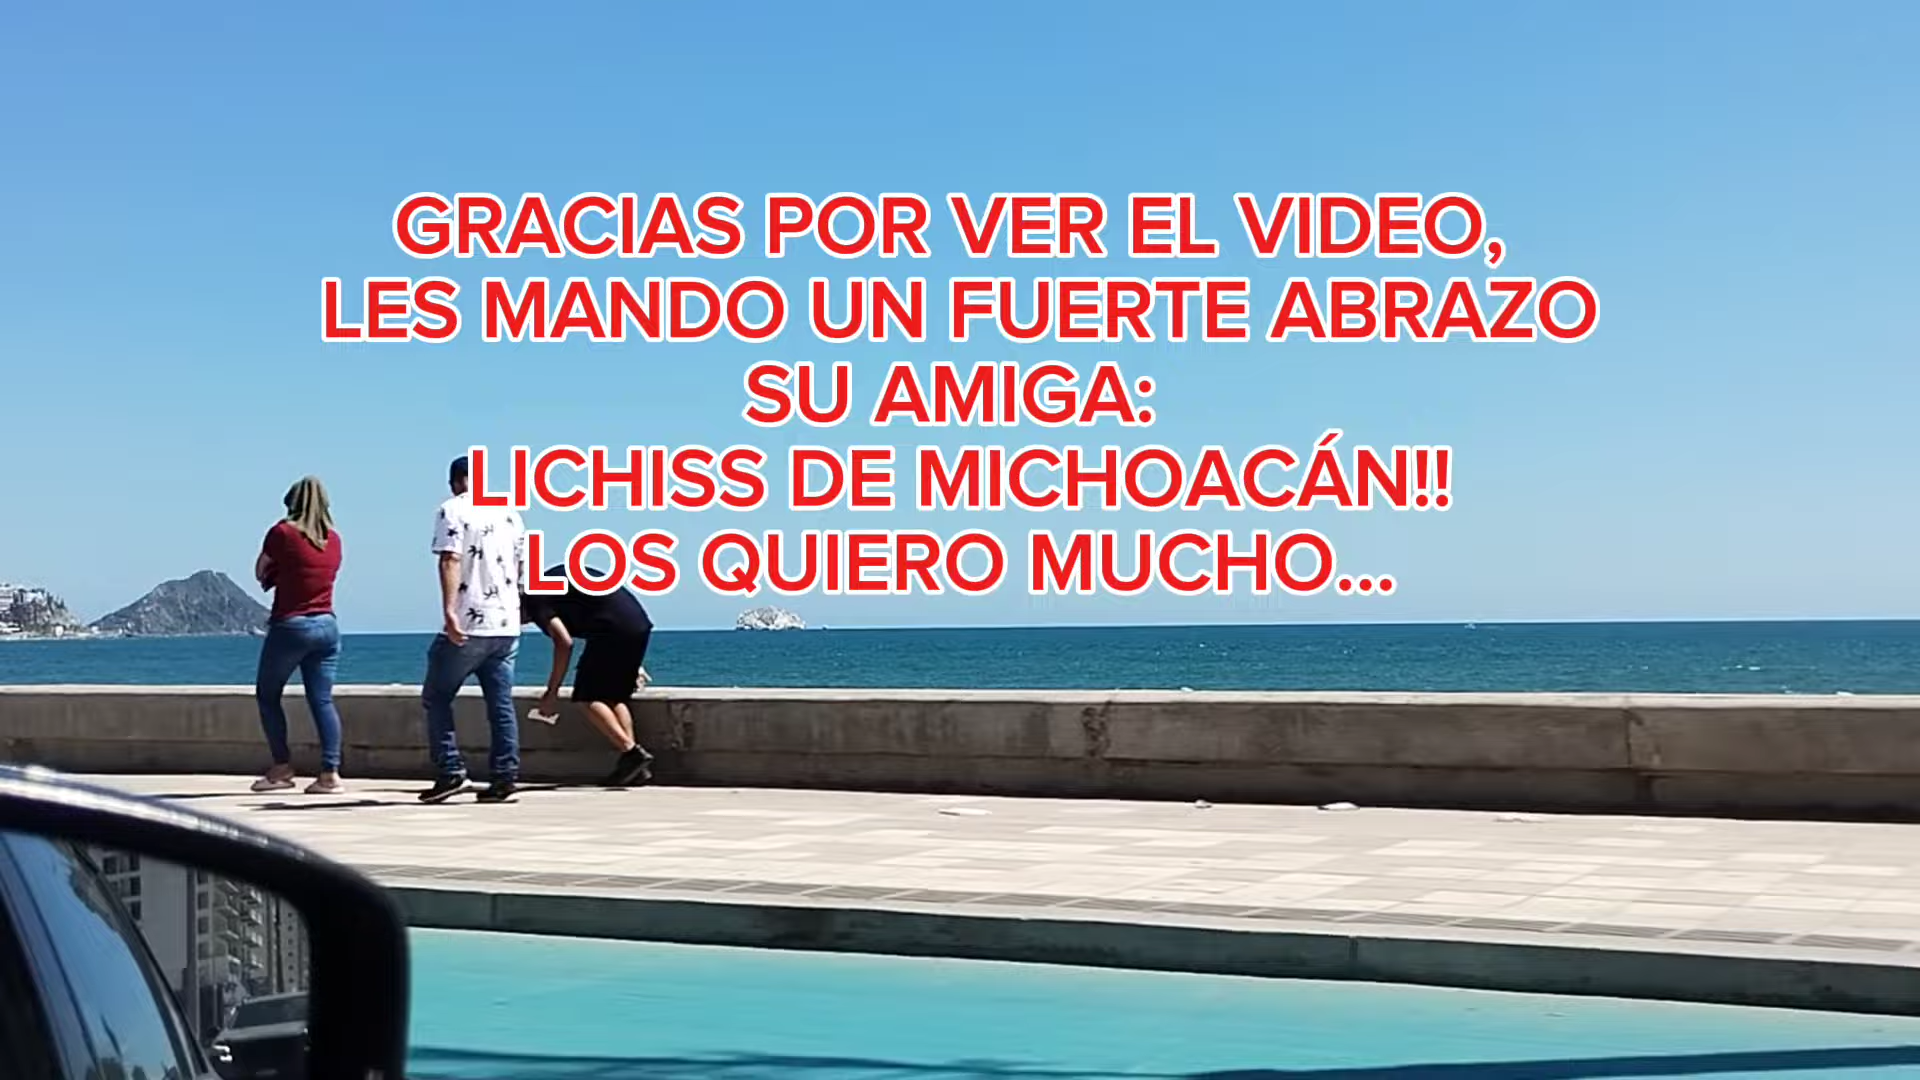 GRACIAS POR VER EL VIDEO,
LES MANDO UN FUERTE ABRAZO
SU AMIGA:
LICHISS DE MICHOACÁN!!
LOS QUIERO MUCHO...